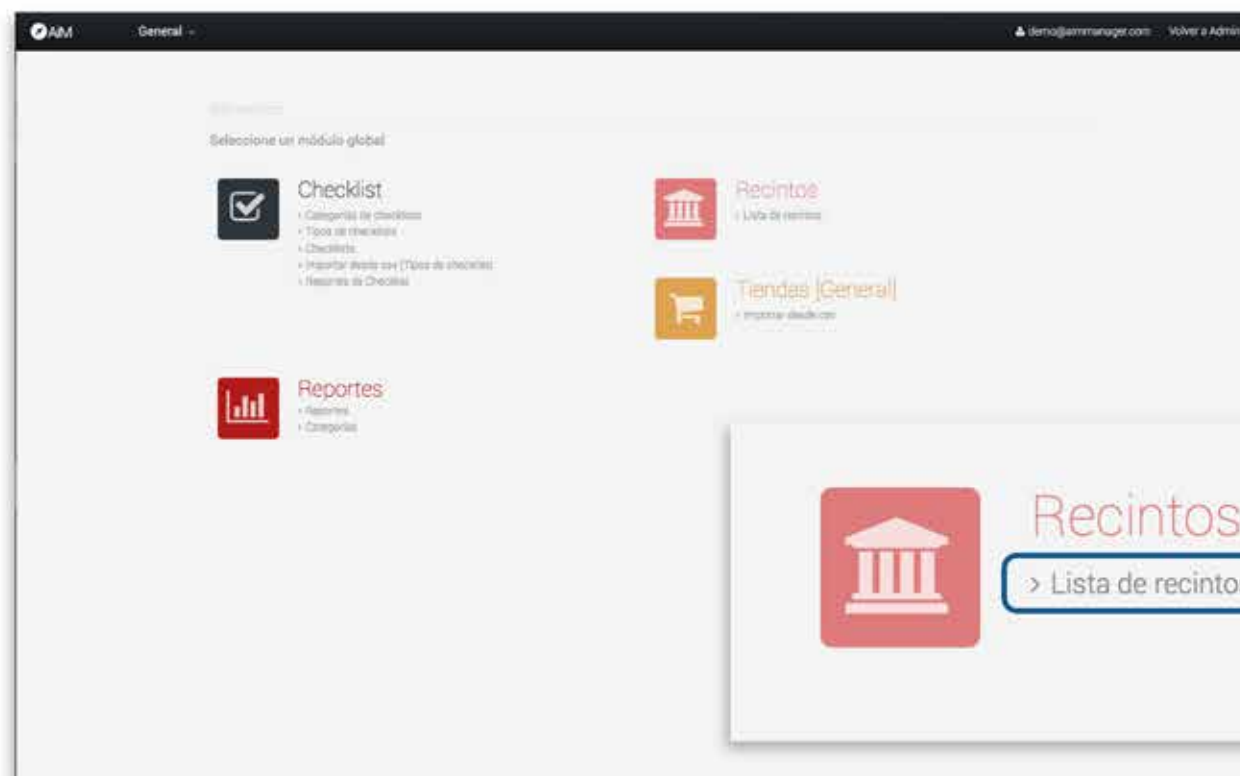 AiM General demo@aimmanager.com Volver a Admin
Seleccione un módulo global
Checklist
› Categorías de checklists
› Tipos de checklists
› Checklists
› Importar desde csv (Tipos de checklist)
› Reportes de Checklist
Recintos
› Lista de recintos
Tiendas [General]
› Importar desde csv
Reportes
› Reportes
› Categorías
Recintos
› Lista de recinto